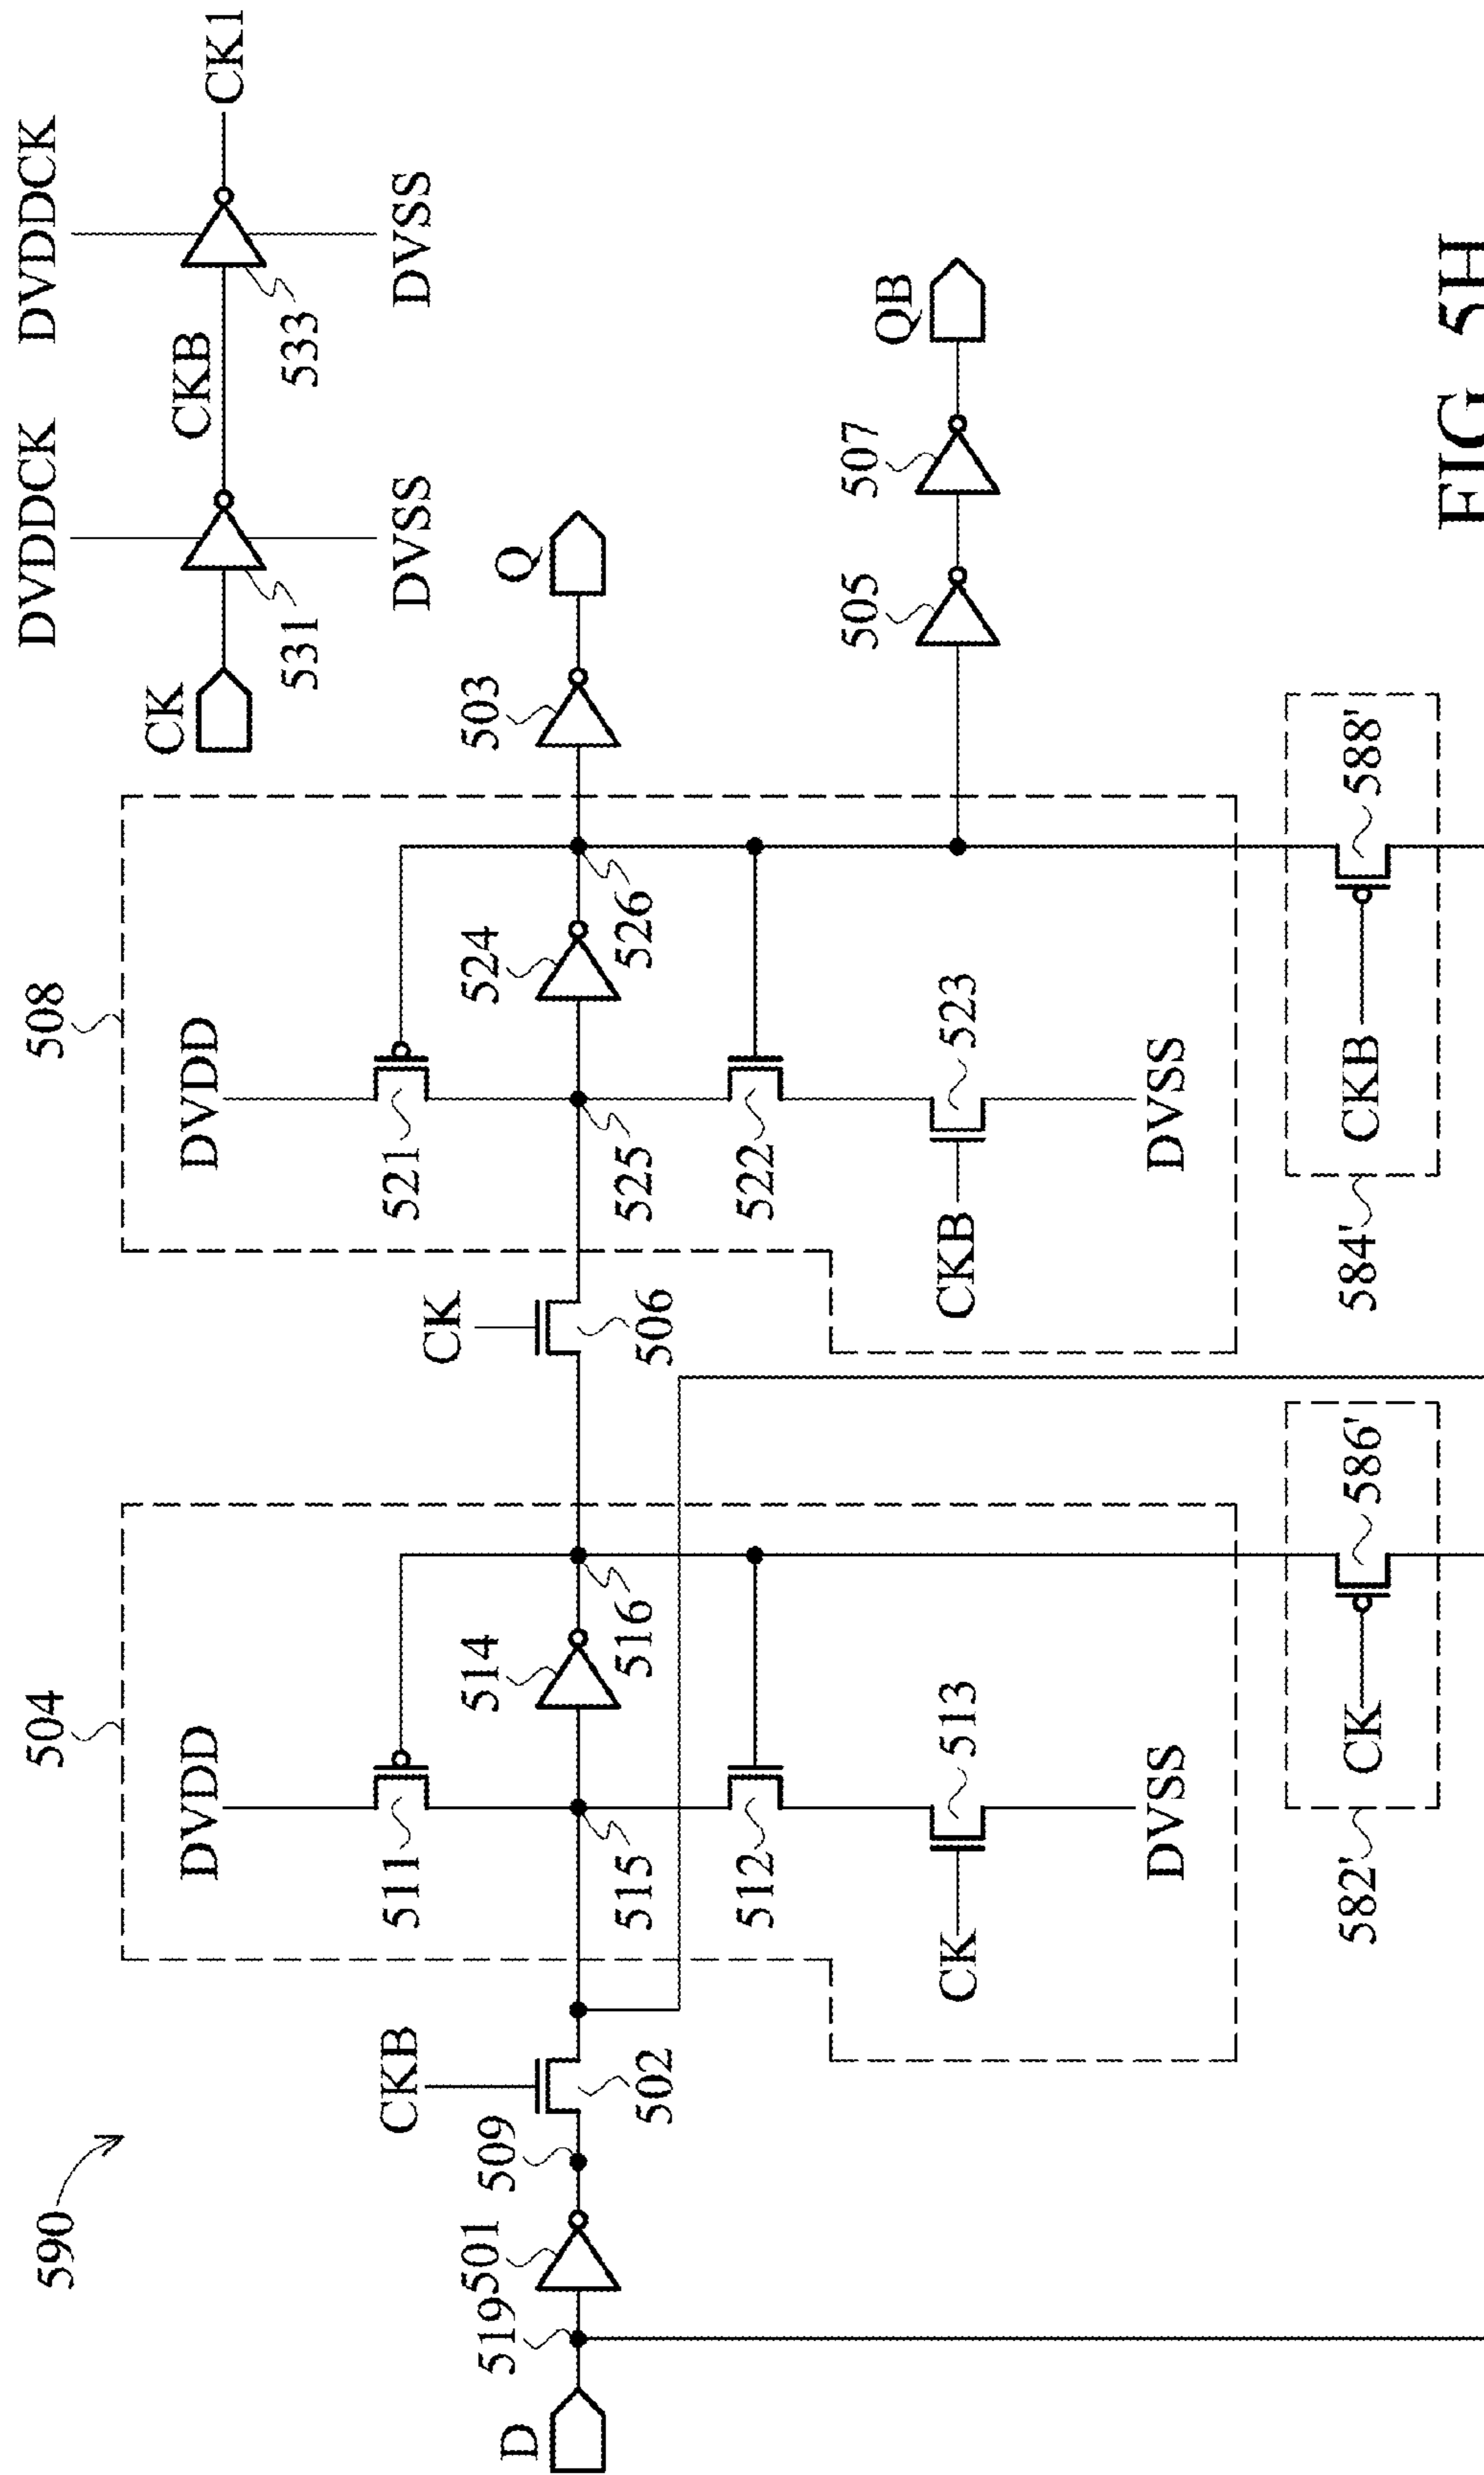 590
504
508
DVDDCK
DVDDCK
CK
CKB
CK1
531
533
DVSS
DVSS
DVDD
DVDD
511
521
CKB
CK
D
519
501
509
502
514
503
524
Q
515
516
506
525
526
512
522
505
507
QB
CK
513
CKB
523
DVSS
DVSS
582'
CK
586'
584'
CKB
588'
FIG. 5H